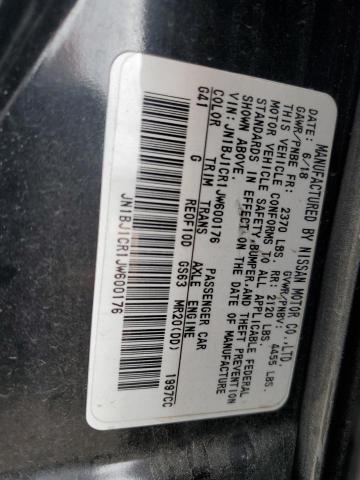 MANUFACTURED BY NISSAN MOTOR CO.,LTD.
6/18 GVWR/PNBV: 4455 LBS.
GAWR/PNBE FR: 2370 LBS. RR: 2120 LBS.
THIS VEHICLE CONFORMS TO ALL APPLICABLE FEDERAL
MOTOR VEHICLE SAFETY,BUMPER,AND THEFT PREVENTION
STANDARDS IN EFFECT ON THE DATE OF MANUFACTURE
SHOWN ABOVE.
VIN:JN1BJ1CR1JW600176 PASSENGER CAR
COLOR TRIM TRANS AXLE ENGINE
G41 G RE0F10D GS63 MR20(DD) 1997CC
JN1BJ1CR1JW600176